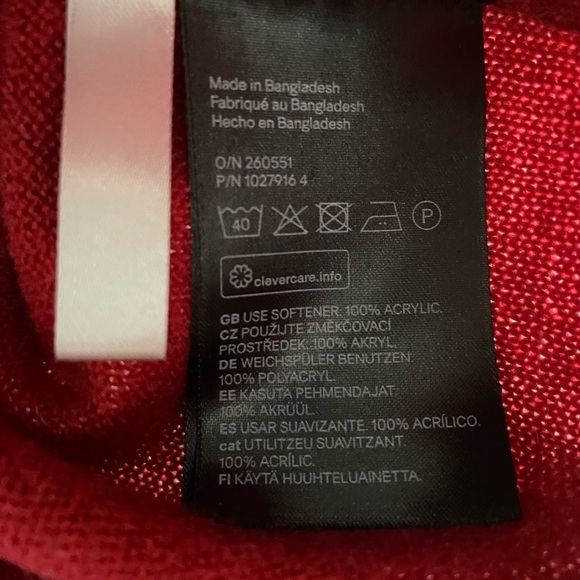 Made in Bangladesh
Fabriqué au Bangladesh
Hecho en Bangladesh
O/N 260551
P/N 1027916 4
40 P
clevercare.info
GB USE SOFTENER. 100% ACRYLIC.
CZ POUŽIJTE ZMĚKČOVACÍ
PROSTŘEDEK. 100% AKRYL.
DE WEICHSPÜLER BENUTZEN.
100% POLYACRYL.
EE KASUTA PEHMENDAJAT.
100% AKRÜÜL.
ES USAR SUAVIZANTE. 100% ACRÍLICO.
cat UTILITZEU SUAVITZANT.
100% ACRÍLIC.
FI KÄYTÄ HUUHTELUAINETTA.